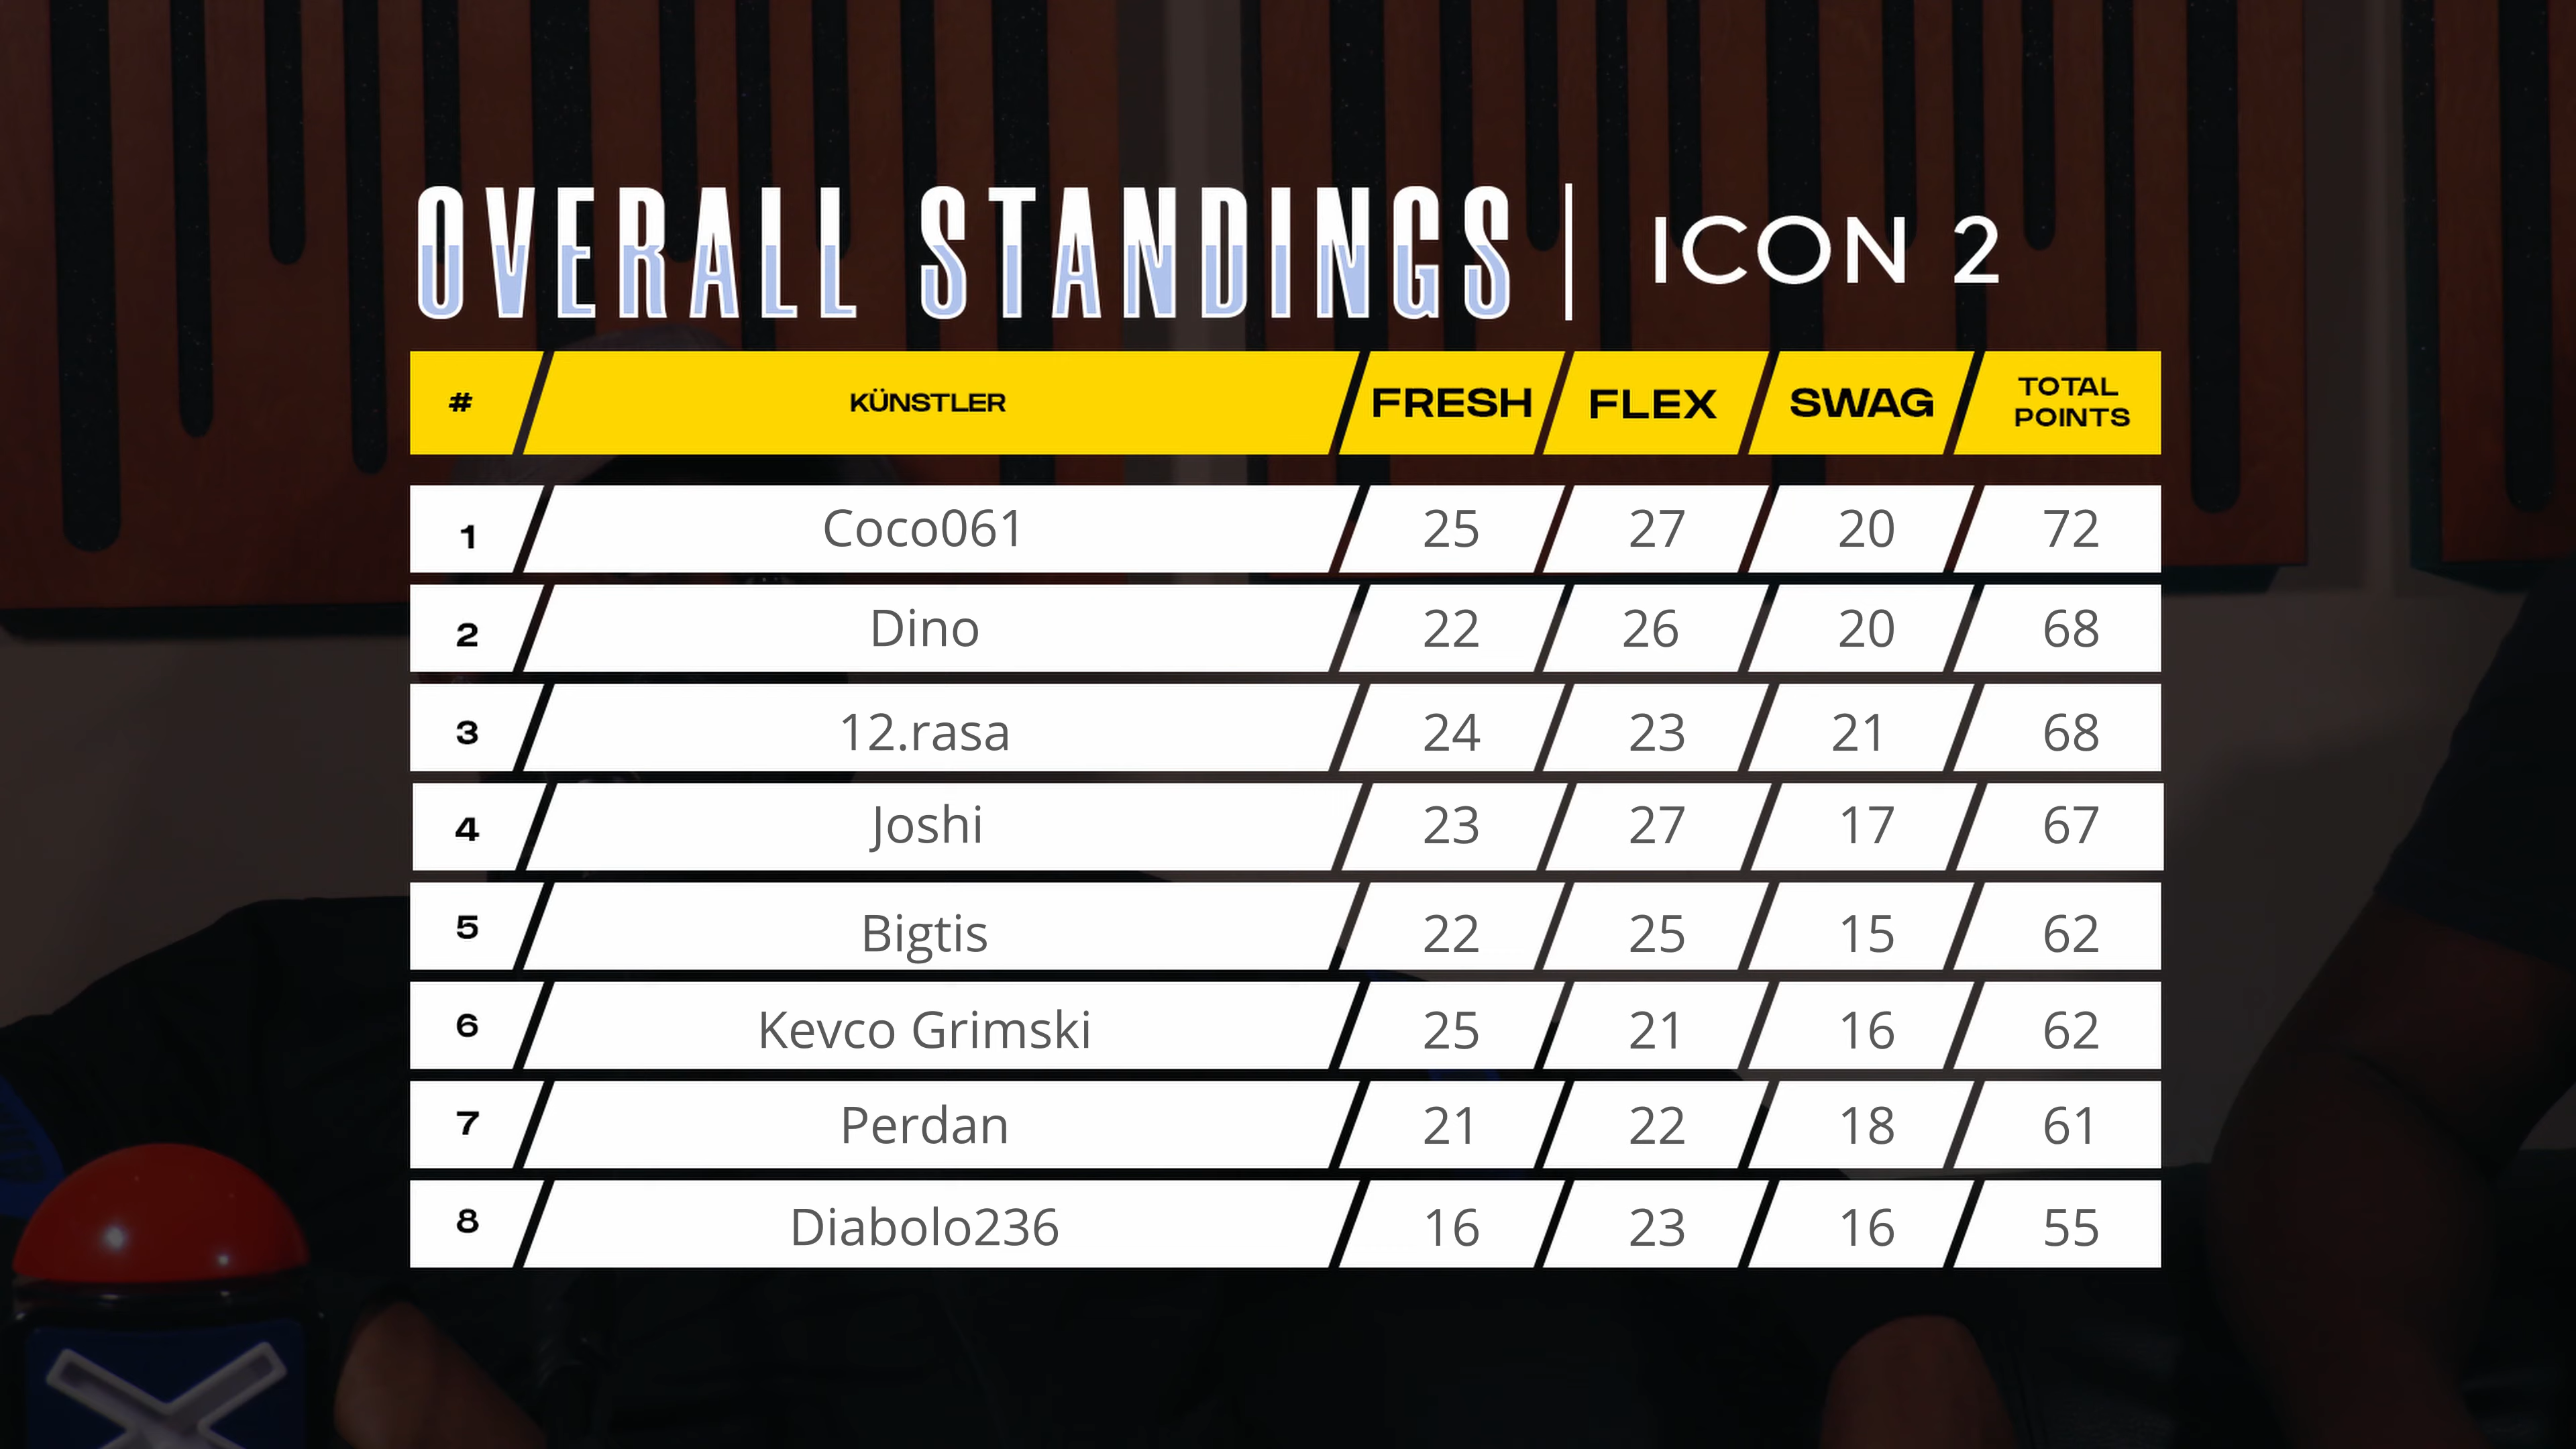 OVERALL STANDINGS | ICON 2
# KÜNSTLER FRESH FLEX SWAG TOTAL POINTS
1 Coco061 25 27 20 72
2 Dino 22 26 20 68
3 12.rasa 24 23 21 68
4 Joshi 23 27 17 67
5 Bigtis 22 25 15 62
6 Kevco Grimski 25 21 16 62
7 Perdan 21 22 18 61
8 Diabolo236 16 23 16 55